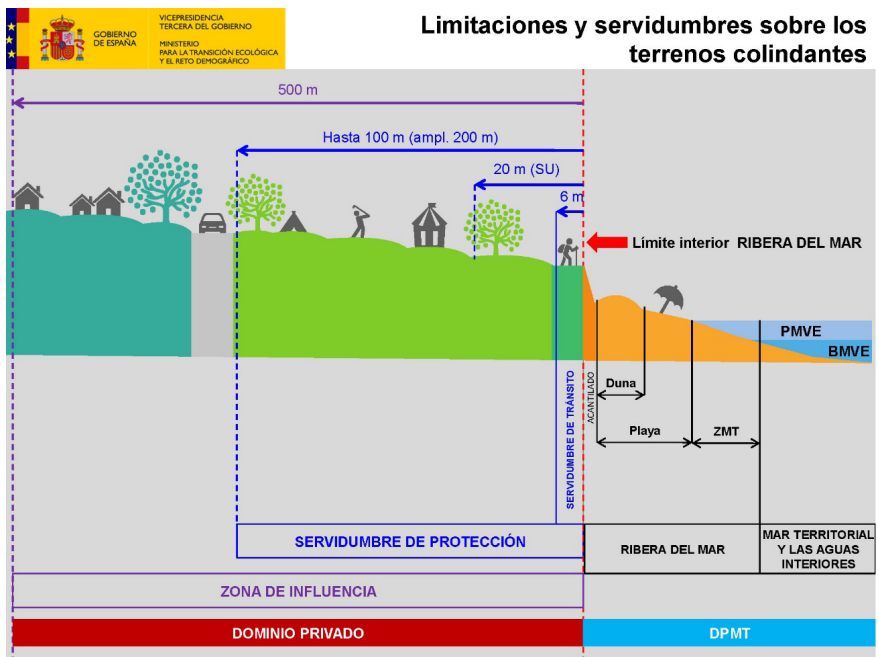 GOBIERNO
DE ESPAÑA
VICEPRESIDENCIA
TERCERA DEL GOBIERNO
MINISTERIO
PARA LA TRANSICIÓN ECOLÓGICA
Y EL RETO DEMOGRÁFICO
Limitaciones y servidumbres sobre los
terrenos colindantes
500 m
Hasta 100 m (ampl. 200 m)
20 m (SU)
6 m
Límite interior RIBERA DEL MAR
PMVE
BMVE
ACANTILADO
Duna
Playa
ZMT
SERVIDUMBRE DE TRÁNSITO
SERVIDUMBRE DE PROTECCIÓN
RIBERA DEL MAR
MAR TERRITORIAL
Y LAS AGUAS
INTERIORES
ZONA DE INFLUENCIA
DOMINIO PRIVADO
DPMT